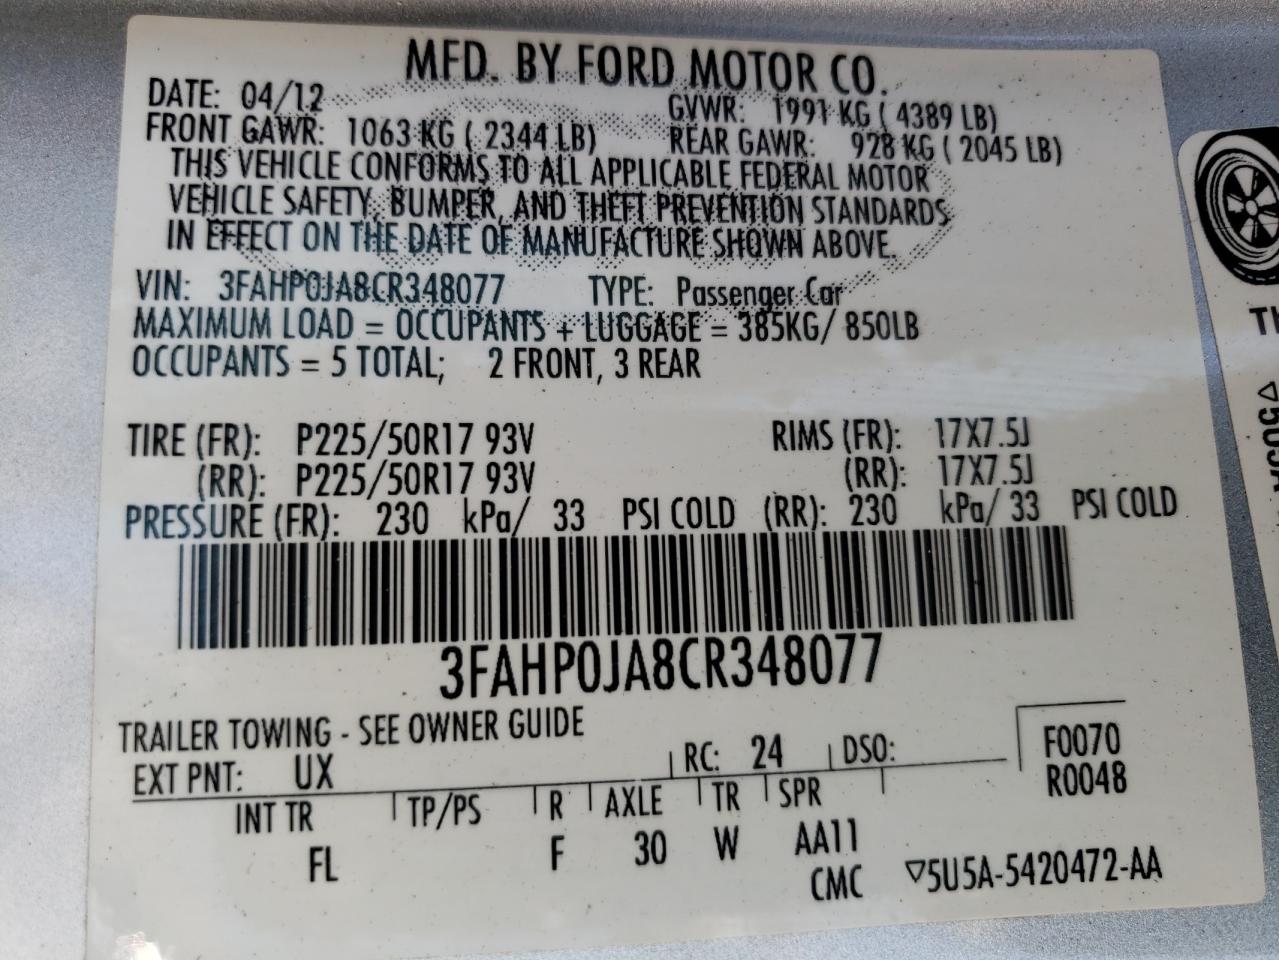 MFD. BY FORD MOTOR CO.
DATE: 04/12 GVWR: 1991 KG ( 4389 LB)
FRONT GAWR: 1063 KG ( 2344 LB) REAR GAWR: 928 KG ( 2045 LB)
THIS VEHICLE CONFORMS TO ALL APPLICABLE FEDERAL MOTOR
VEHICLE SAFETY, BUMPER, AND THEFT PREVENTION STANDARDS
IN EFFECT ON THE DATE OF MANUFACTURE SHOWN ABOVE.
VIN: 3FAHP0JA8CR348077 TYPE: Passenger Car
MAXIMUM LOAD = OCCUPANTS + LUGGAGE = 385KG/ 850LB
OCCUPANTS = 5 TOTAL; 2 FRONT, 3 REAR
TIRE (FR): P225/50R17 93V RIMS (FR): 17X7.5J
(RR): P225/50R17 93V (RR): 17X7.5J
PRESSURE (FR): 230 kPa/ 33 PSI COLD (RR): 230 kPa/ 33 PSI COLD
3FAHP0JA8CR348077
TRAILER TOWING - SEE OWNER GUIDE
EXT PNT: UX RC: 24 DSO: F0070
R0048
INT TR TP/PS R AXLE TR SPR
FL F 30 W AA11
CMC ▽5U5A-5420472-AA